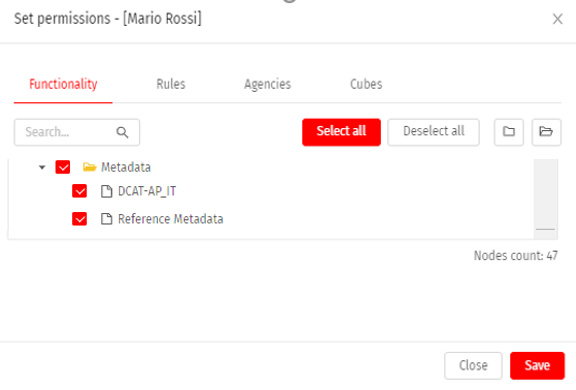 Set permissions - [Mario Rossi]
Functionality Rules Agencies Cubes
Search... Select all Deselect all
Metadata
DCAT-AP_IT
Reference Metadata
Nodes count: 47
Close Save